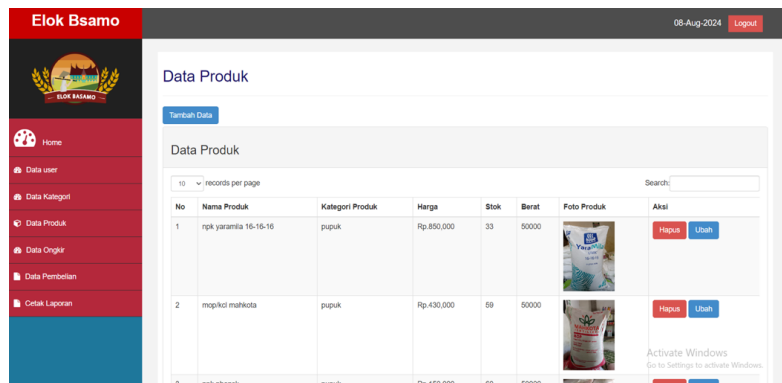 Elok Bsamo
08-Aug-2024 Logout
ELOK BASAMO
Home
Data user
Data Kategori
Data Produk
Data Ongkir
Data Pembelian
Cetak Laporan
Data Produk
Tambah Data
Data Produk
10 records per page Search:
No Nama Produk Kategori Produk Harga Stok Berat Foto Produk Aksi
1 npk yaramila 16-16-16 pupuk Rp.850,000 33 50000 Hapus Ubah
YaraMila
2 mop/kcl mahkota pupuk Rp.430,000 59 50000 Hapus Ubah
MAHKOTA
Activate Windows
Go to Settings to activate Windows.